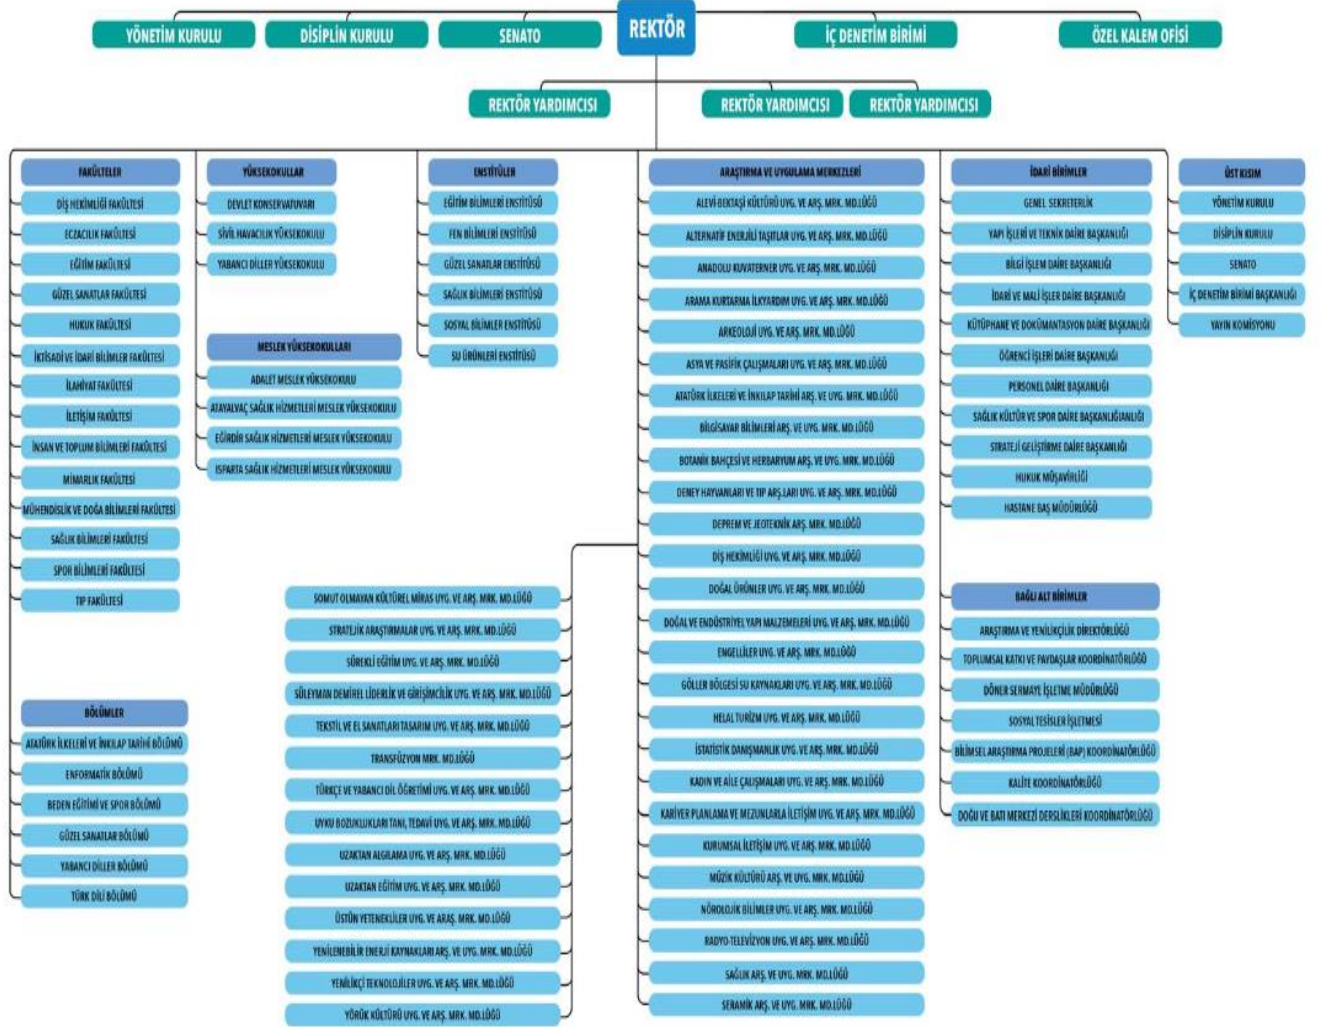 REKTÖR
YÖNETİM KURULU
DİSİPLİN KURULU
SENATO
İÇ DENETİM BİRİMİ
ÖZEL KALEM OFİSİ
REKTÖR YARDIMCISI
REKTÖR YARDIMCISI
REKTÖR YARDIMCISI
FAKÜLTELER
DİŞ HEKİMLİĞİ FAKÜLTESİ
ECZACILIK FAKÜLTESİ
EĞİTİM FAKÜLTESİ
GÜZEL SANATLAR FAKÜLTESİ
HUKUK FAKÜLTESİ
İKTİSADİ VE İDARİ BİLİMLER FAKÜLTESİ
İLAHİYAT FAKÜLTESİ
İLETİŞİM FAKÜLTESİ
İNSAN VE TOPLUM BİLİMLERİ FAKÜLTESİ
MİMARLIK FAKÜLTESİ
MÜHENDİSLİK VE DOĞA BİLİMLERİ FAKÜLTESİ
SAĞLIK BİLİMLERİ FAKÜLTESİ
SPOR BİLİMLERİ FAKÜLTESİ
TIP FAKÜLTESİ
BÖLÜMLER
ATATÜRK İLKELERİ VE İNKILAP TARİHİ BÖLÜMÜ
ENFORMATİK BÖLÜMÜ
BEDEN EĞİTİMİ VE SPOR BÖLÜMÜ
GÜZEL SANATLAR BÖLÜMÜ
YABANCI DİLLER BÖLÜMÜ
TÜRK DİLİ BÖLÜMÜ
YÜKSEKOKULLAR
DEVLET KONSERVATUVARI
SİVİL HAVACILIK YÜKSEKOKULU
YABANCI DİLLER YÜKSEKOKULU
MESLEK YÜKSEKOKULLARI
ADALET MESLEK YÜKSEKOKULU
ATAYALVAÇ SAĞLIK HİZMETLERİ MESLEK YÜKSEKOKULU
EĞİRDİR SAĞLIK HİZMETLERİ MESLEK YÜKSEKOKULU
ISPARTA SAĞLIK HİZMETLERİ MESLEK YÜKSEKOKULU
ENSTİTÜLER
EĞİTİM BİLİMLERİ ENSTİTÜSÜ
FEN BİLİMLERİ ENSTİTÜSÜ
GÜZEL SANATLAR ENSTİTÜSÜ
SAĞLIK BİLİMLERİ ENSTİTÜSÜ
SOSYAL BİLİMLER ENSTİTÜSÜ
SU ÜRÜNLERİ ENSTİTÜSÜ
ARAŞTIRMA VE UYGULAMA MERKEZLERİ
ALEVİ-BEKTAŞİ KÜLTÜRÜ UYG. VE ARŞ. MRK. MD.LÜĞÜ
ALTERNATİF ENERJİLİ TAŞITLAR UYG. VE ARŞ. MRK. MD.LÜĞÜ
ANADOLU KUVATERNER UYG. VE ARŞ. MRK. MD.LÜĞÜ
ARAMA KURTARMA İLKYARDIM UYG. VE ARŞ. MRK. MD.LÜĞÜ
ARKEOLOJİ UYG. VE ARŞ. MRK. MD.LÜĞÜ
ASYA VE PASİFİK ÇALIŞMALARI UYG. VE ARŞ. MRK. MD.LÜĞÜ
ATATÜRK İLKELERİ VE İNKILAP TARİHİ ARŞ. VE UYG. MRK. MD.LÜĞÜ
BİLGİSAYAR BİLİMLERİ ARŞ. VE UYG. MRK. MD.LÜĞÜ
BOTANİK BAHÇESİ VE HERBARYUM ARŞ. VE UYG. MRK. MD.LÜĞÜ
DENEY HAYVANLARI VE TIP ARŞ.LARI UYG. VE ARŞ. MRK. MD.LÜĞÜ
DEPREM VE JEOTEKNİK ARŞ. MRK. MD.LÜĞÜ
DİŞ HEKİMLİĞİ UYG. VE ARŞ. MRK. MD.LÜĞÜ
DOĞAL ÜRÜNLER UYG. VE ARŞ. MRK. MD.LÜĞÜ
DOĞAL VE ENDÜSTRİYEL YAPI MALZEMELERİ UYG. VE ARŞ. MRK. MD.LÜĞÜ
ENGELLİLER UYG. VE ARŞ. MRK. MD.LÜĞÜ
GÖLLER BÖLGESİ SU KAYNAKLARI UYG. VE ARŞ. MRK. MD.LÜĞÜ
HELAL TURİZM UYG. VE ARŞ. MRK. MD.LÜĞÜ
İSTATİSTİK DANIŞMANLIK UYG. VE ARŞ. MRK. MD.LÜĞÜ
KADIN VE AİLE ÇALIŞMALARI UYG. VE ARŞ. MRK. MD.LÜĞÜ
KARİYER PLANLAMA VE MEZUNLARLA İLETİŞİM UYG. VE ARŞ. MRK. MD.LÜĞÜ
KURUMSAL İLETİŞİM UYG. VE ARŞ. MRK. MD.LÜĞÜ
MÜZİK KÜLTÜRÜ ARŞ. VE UYG. MRK. MD.LÜĞÜ
NÖROLOJİK BİLİMLER UYG. VE ARŞ. MRK. MD.LÜĞÜ
RADYO-TELEVİZYON UYG. VE ARŞ. MRK. MD.LÜĞÜ
SAĞLIK ARŞ. VE UYG. MRK. MD.LÜĞÜ
SERAMİK ARŞ. VE UYG. MRK. MD.LÜĞÜ
SOMUT OLMAYAN KÜLTÜREL MİRAS UYG. VE ARŞ. MRK. MD.LÜĞÜ
STRATEJİK ARAŞTIRMALAR UYG. VE ARŞ. MRK. MD.LÜĞÜ
SÜREKLİ EĞİTİM UYG. VE ARŞ. MRK. MD.LÜĞÜ
SÜLEYMAN DEMİREL LİDERLİK VE GİRİŞİMCİLİK UYG. VE ARŞ. MRK. MD.LÜĞÜ
TEKSTİL VE EL SANATLARI TASARIM UYG. VE ARŞ. MRK. MD.LÜĞÜ
TRANSFÜZYON MRK. MD.LÜĞÜ
TÜRKÇE VE YABANCI DİL ÖĞRETİMİ UYG. VE ARŞ. MRK. MD.LÜĞÜ
UYKU BOZUKLUKLARI TANI, TEDAVİ UYG. VE ARŞ. MRK. MD.LÜĞÜ
UZAKTAN ALGILAMA UYG. VE ARŞ. MRK. MD.LÜĞÜ
UZAKTAN EĞİTİM UYG. VE ARŞ. MRK. MD.LÜĞÜ
ÜSTÜN YETENEKLİLER UYG. VE ARAŞ. MRK. MD.LÜĞÜ
YENİLENEBİLİR ENERJİ KAYNAKLARI ARŞ. VE UYG. MRK. MD.LÜĞÜ
YENİLİKÇİ TEKNOLOJİLER UYG. VE ARŞ. MRK. MD.LÜĞÜ
YÖRÜK KÜLTÜRÜ UYG. VE ARŞ. MRK. MD.LÜĞÜ
İDARİ BİRİMLER
GENEL SEKRETERLİK
YAPI İŞLERİ VE TEKNİK DAİRE BAŞKANLIĞI
BİLGİ İŞLEM DAİRE BAŞKANLIĞI
İDARİ VE MALİ İŞLER DAİRE BAŞKANLIĞI
KÜTÜPHANE VE DOKÜMANTASYON DAİRE BAŞKANLIĞI
ÖĞRENCİ İŞLERİ DAİRE BAŞKANLIĞI
PERSONEL DAİRE BAŞKANLIĞI
SAĞLIK KÜLTÜR VE SPOR DAİRE BAŞKANLIĞIANLIĞI
STRATEJİ GELİŞTİRME DAİRE BAŞKANLIĞI
HUKUK MÜŞAVİRLİĞİ
HASTANE BAŞ MÜDÜRLÜĞÜ
BAĞLI ALT BİRİMLER
ARAŞTIRMA VE YENİLİKÇİLİK DİREKTÖRLÜĞÜ
TOPLUMSAL KATKI VE PAYDAŞLAR KOORDİNATÖRLÜĞÜ
DÖNER SERMAYE İŞLETME MÜDÜRLÜĞÜ
SOSYAL TESİSLER İŞLETMESİ
BİLİMSEL ARAŞTIRMA PROJELERİ (BAP) KOORDİNATÖRLÜĞÜ
KALİTE KOORDİNATÖRLÜĞÜ
DOĞU VE BATI MERKEZİ DERSLİKLERİ KOORDİNATÖRLÜĞÜ
ÜST KISIM
YÖNETİM KURULU
DİSİPLİN KURULU
SENATO
İÇ DENETİM BİRİMİ BAŞKANLIĞI
YAYIN KOMİSYONU